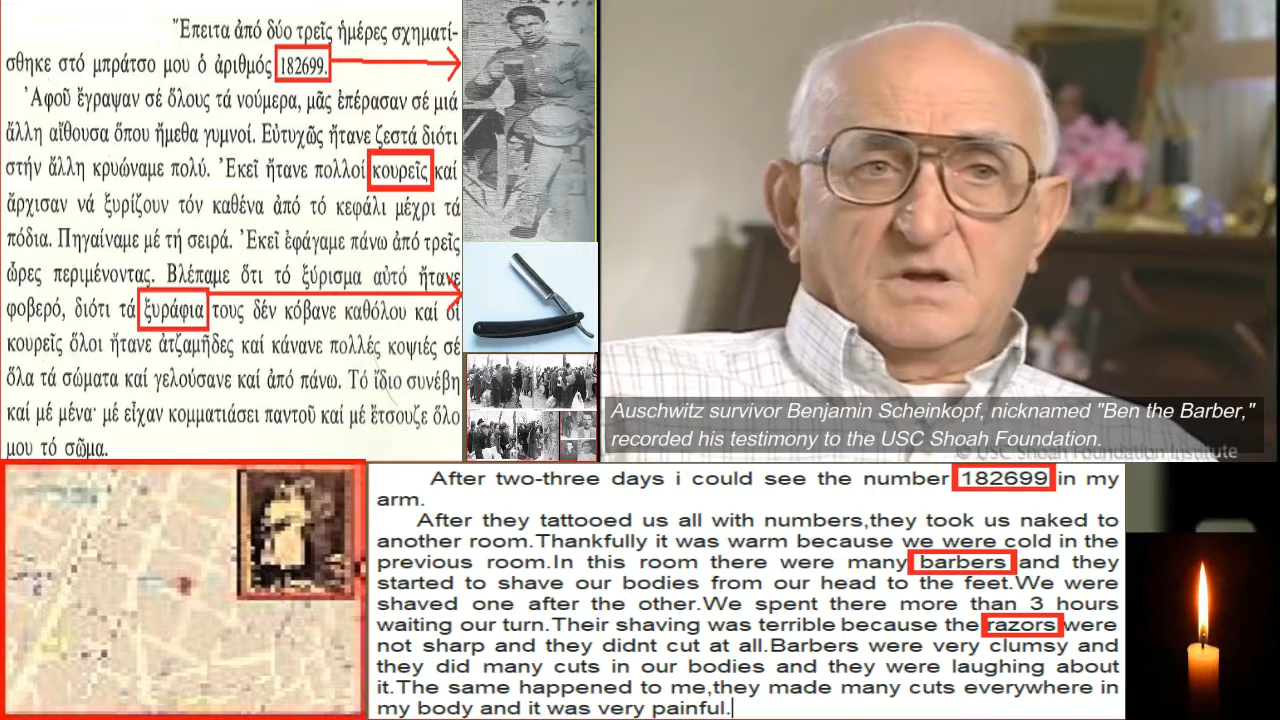 "Ἔπειτα ἀπό δύο τρεῖς ἡμέρες σχηματί-
σθηκε στό μπράτσο μου ὁ ἀριθμός 182699.
Ἀφοῦ ἔγραψαν σέ ὅλους τά νούμερα, μᾶς ἐπέρασαν σέ μιά
ἄλλη αἴθουσα ὅπου ἤμεθα γυμνοί. Εὐτυχῶς ἤτανε ζεστά διότι
στήν ἄλλη κρυώναμε πολύ. Ἐκεῖ ἤτανε πολλοί κουρεῖς καί
ἄρχισαν νά ξυρίζουν τόν καθένα ἀπό τό κεφάλι μέχρι τά
πόδια. Πηγαίναμε μέ τή σειρά. Ἐκεῖ ἐφάγαμε πάνω ἀπό τρεῖς
ὧρες περιμένοντας. Βλέπαμε ὅτι τό ξύρισμα αὐτό ἤτανε
φοβερό, διότι τά ξυράφια τους δέν κόβανε καθόλου καί οἱ
κουρεῖς ὅλοι ἤτανε ἀτζαμῆδες καί κάνανε πολλές κοψιές σέ
ὅλα τά σώματα καί γελούσανε καί ἀπό πάνω. Τό ἴδιο συνέβη
καί μέ μένα· μέ εἶχαν κομματιάσει παντοῦ καί μέ ἔτσουζε ὅλο
μου τό σῶμα.
Auschwitz survivor Benjamin Scheinkopf, nicknamed "Ben the Barber,"
recorded his testimony to the USC Shoah Foundation.
© USC Shoah Foundation Institute
After two-three days i could see the number 182699 in my
arm.
After they tattooed us all with numbers,they took us naked to
another room.Thankfully it was warm because we were cold in the
previous room.In this room there were many barbers and they
started to shave our bodies from our head to the feet.We were
shaved one after the other.We spent there more than 3 hours
waiting our turn.Their shaving was terrible because the razors were
not sharp and they didnt cut at all.Barbers were very clumsy and
they did many cuts in our bodies and they were laughing about
it.The same happened to me,they made many cuts everywhere in
my body and it was very painful.